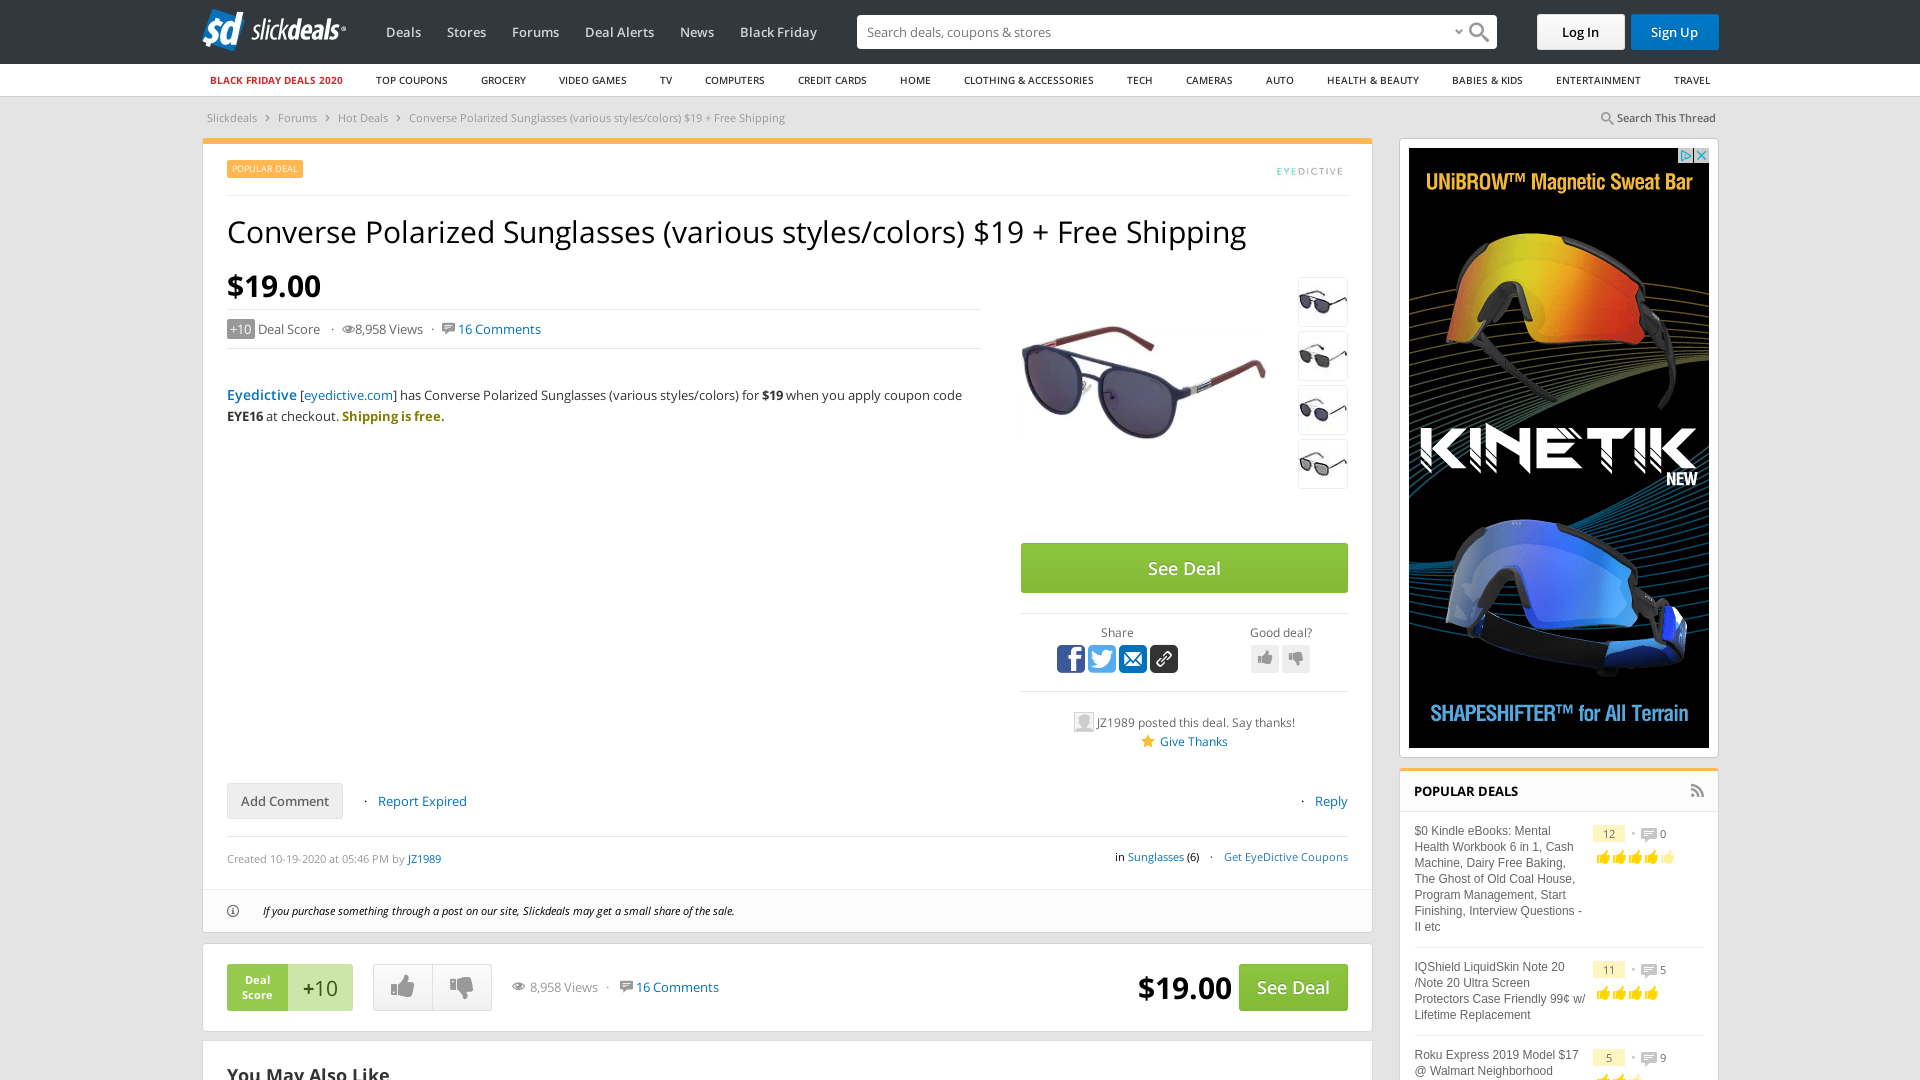 slickdeals
Deals Stores Forums Deal Alerts News Black Friday
Search deals, coupons & stores
Log In
Sign Up
BLACK FRIDAY DEALS 2020 TOP COUPONS GROCERY VIDEO GAMES TV COMPUTERS CREDIT CARDS HOME CLOTHING & ACCESSORIES TECH CAMERAS AUTO HEALTH & BEAUTY BABIES & KIDS ENTERTAINMENT TRAVEL
Slickdeals › Forums › Hot Deals › Converse Polarized Sunglasses (various styles/colors) $19 + Free Shipping
Search This Thread
POPULAR DEAL
EYEDICTIVE
Converse Polarized Sunglasses (various styles/colors) $19 + Free Shipping
$19.00
+10 Deal Score · 8,958 Views · 16 Comments
Eyedictive [eyedictive.com] has Converse Polarized Sunglasses (various styles/colors) for $19 when you apply coupon code
EYE16 at checkout. Shipping is free.
See Deal
Share
Good deal?
JZ1989 posted this deal. Say thanks!
Give Thanks
Add Comment · Report Expired
· Reply
Created 10-19-2020 at 05:46 PM by JZ1989
in Sunglasses (6) · Get EyeDictive Coupons
If you purchase something through a post on our site, Slickdeals may get a small share of the sale.
Deal
Score
+10
8,958 Views · 16 Comments
$19.00
See Deal
You May Also Like
UNiBROW™ Magnetic Sweat Bar
KINETIK
NEW
SHAPESHIFTER™ for All Terrain
POPULAR DEALS
$0 Kindle eBooks: Mental
Health Workbook 6 in 1, Cash
Machine, Dairy Free Baking,
The Ghost of Old Coal House,
Program Management, Start
Finishing, Interview Questions -
II etc
12 • 0
IQShield LiquidSkin Note 20
/Note 20 Ultra Screen
Protectors Case Friendly 99¢ w/
Lifetime Replacement
11 • 5
Roku Express 2019 Model $17
@ Walmart Neighborhood
5 • 9